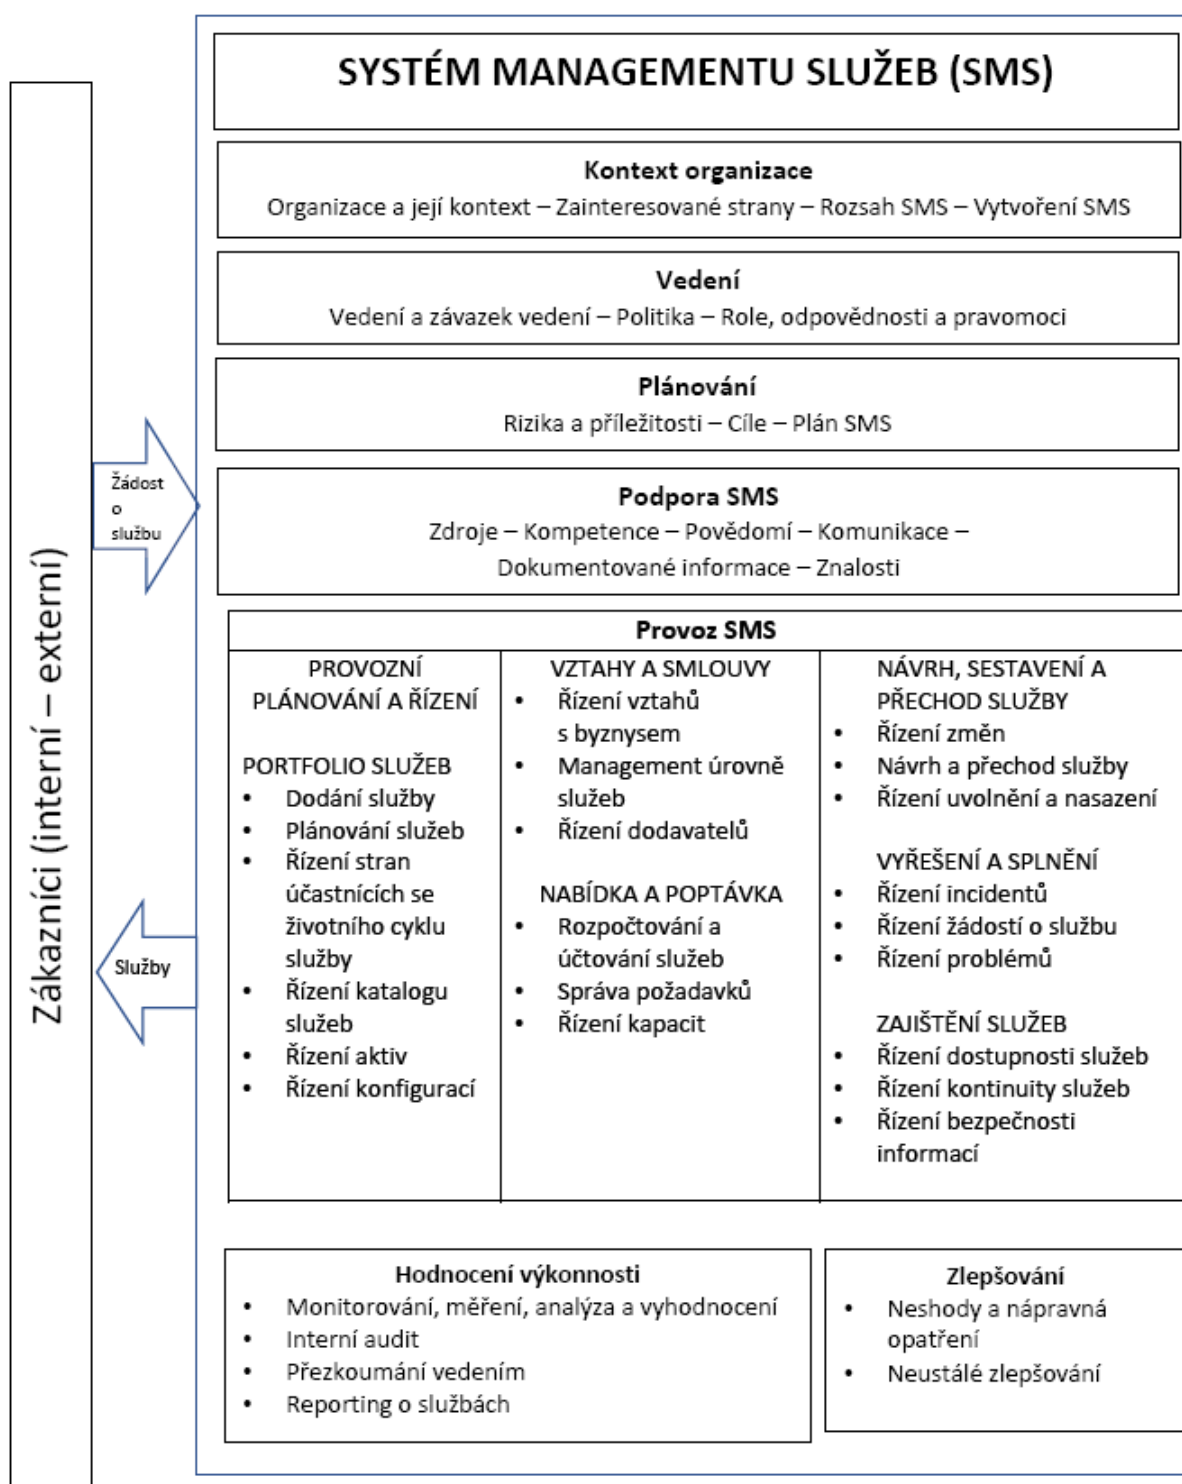 SYSTÉM MANAGEMENTU SLUŽEB (SMS)
Kontext organizace
Organizace a její kontext – Zainteresované strany – Rozsah SMS – Vytvoření SMS
Vedení
Vedení a závazek vedení – Politika – Role, odpovědnosti a pravomoci
Plánování
Rizika a příležitosti – Cíle – Plán SMS
Podpora SMS
Zdroje – Kompetence – Povědomí – Komunikace –
Dokumentované informace – Znalosti
Zákazníci (interní – externí)
Žádost
o
službu
Služby
Provoz SMS
PROVOZNÍ
PLÁNOVÁNÍ A ŘÍZENÍ
PORTFOLIO SLUŽEB
• Dodání služby
• Plánování služeb
• Řízení stran
účastnících se
životního cyklu
služby
• Řízení katalogu
služeb
• Řízení aktiv
• Řízení konfigurací
VZTAHY A SMLOUVY
• Řízení vztahů
s byznysem
• Management úrovně
služeb
• Řízení dodavatelů
NABÍDKA A POPTÁVKA
• Rozpočtování a
účtování služeb
• Správa požadavků
• Řízení kapacit
NÁVRH, SESTAVENÍ A
PŘECHOD SLUŽBY
• Řízení změn
• Návrh a přechod služby
• Řízení uvolnění a nasazení
VYŘEŠENÍ A SPLNĚNÍ
• Řízení incidentů
• Řízení žádostí o službu
• Řízení problémů
ZAJIŠTĚNÍ SLUŽEB
• Řízení dostupnosti služeb
• Řízení kontinuity služeb
• Řízení bezpečnosti
informací
Hodnocení výkonnosti
• Monitorování, měření, analýza a vyhodnocení
• Interní audit
• Přezkoumání vedením
• Reporting o službách
Zlepšování
• Neshody a nápravná
opatření
• Neustálé zlepšování